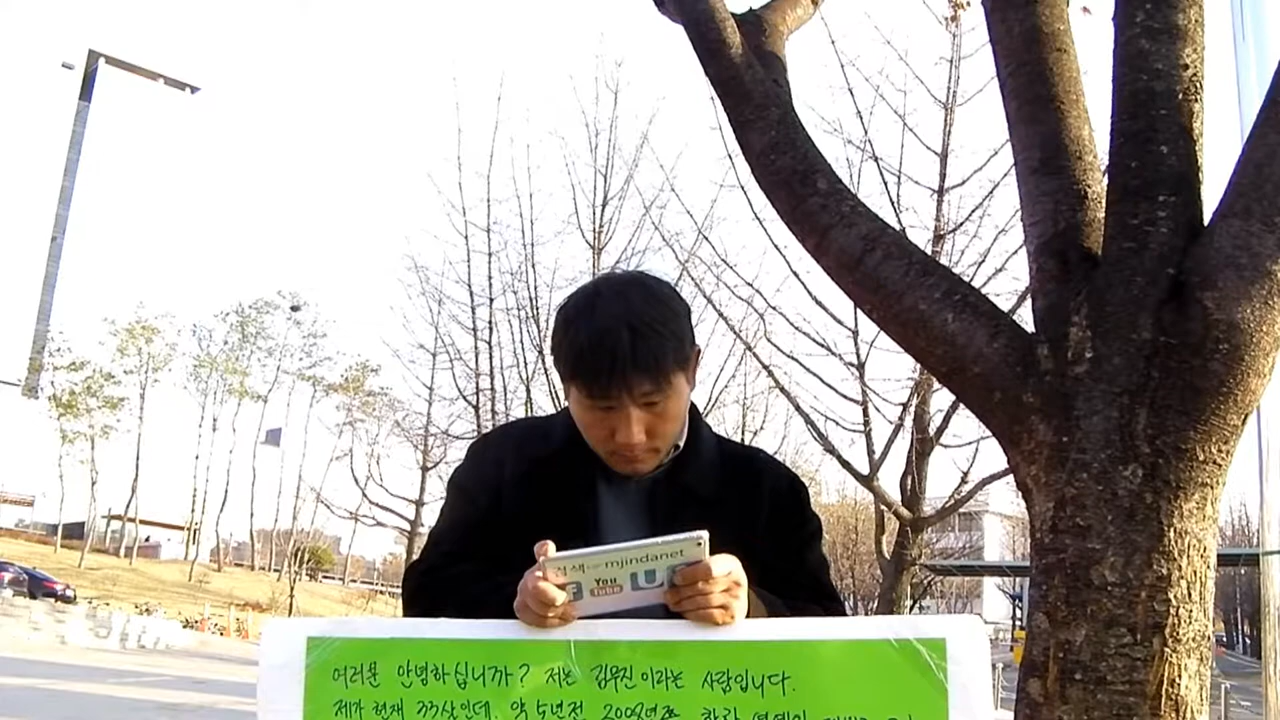 검색 mjindanet
f You Tube U
여러분 안녕하십니까? 저는 김우진이라는 사람입니다.
제가 현재 33살인데, 약 5년전 2008년쯤